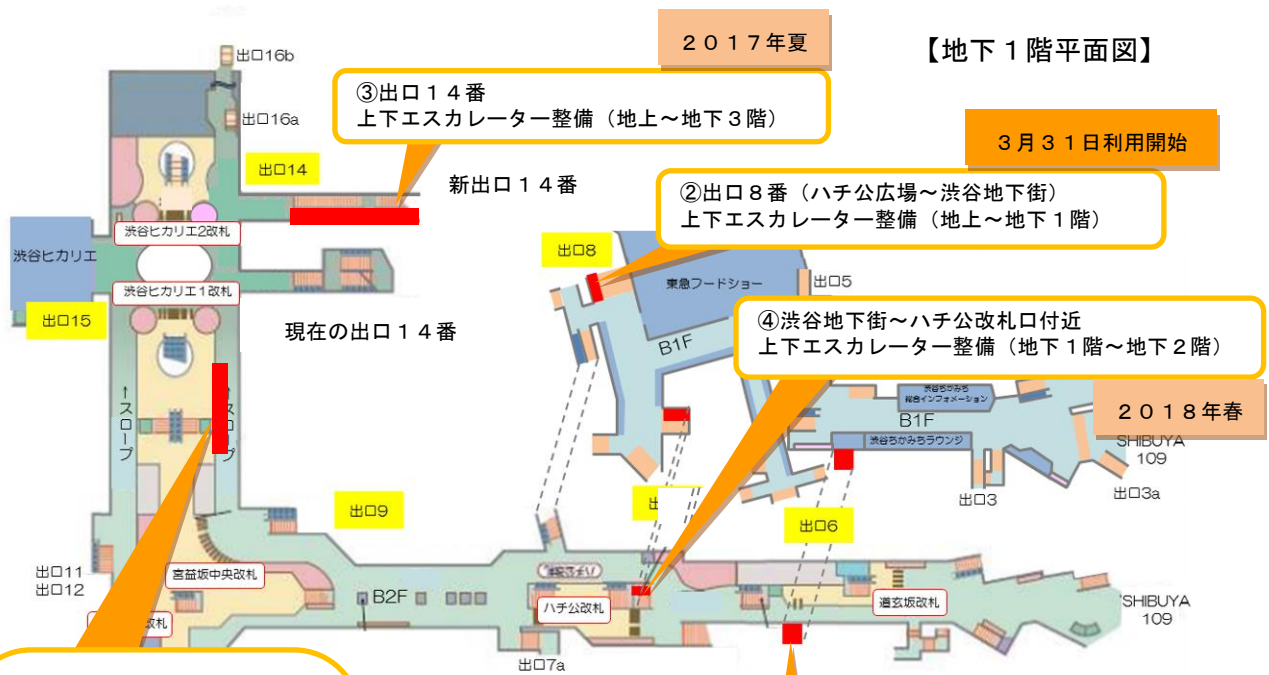 ２０１７年夏
【地下１階平面図】
出口16b
③出口１４番
上下エスカレーター整備（地上～地下３階）
出口16a
３月３１日利用開始
出口14
新出口１４番
②出口８番（ハチ公広場～渋谷地下街）
上下エスカレーター整備（地上～地下１階）
渋谷ヒカリエ2改札
出口8
渋谷ヒカリエ
東急フードショー
出口5
渋谷ヒカリエ1改札
出口15
現在の出口１４番
④渋谷地下街～ハチ公改札口付近
上下エスカレーター整備（地下１階～地下２階）
B1F
渋谷ちかみち
総合インフォメーション
B1F
２０１８年春
←スロープ
←スロープ
渋谷ちかみちラウンジ
SHIBUYA
109
出口3
出口3a
出口9
出口6
出口11
出口12
宮益坂中央改札
B2F
ハチ公改札
道玄坂改札
SHIBUYA
109
改札
出口7a